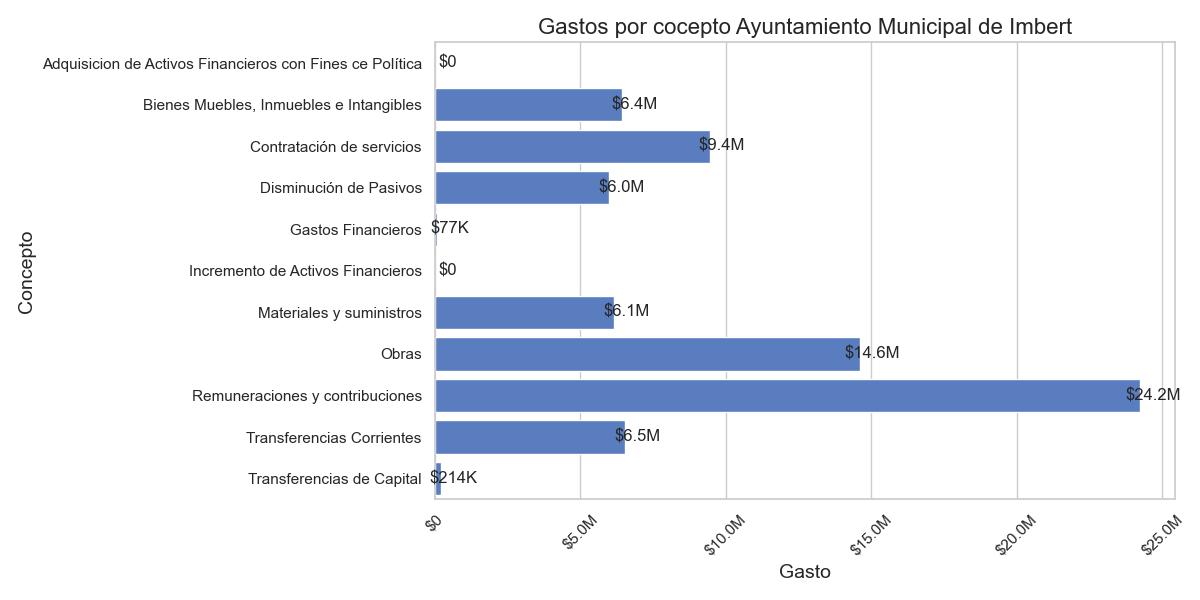 Gastos por cocepto Ayuntamiento Municipal de Imbert
Concepto
Adquisicion de Activos Financieros con Fines ce Política $0
Bienes Muebles, Inmuebles e Intangibles $6.4M
Contratación de servicios $9.4M
Disminución de Pasivos $6.0M
Gastos Financieros $77K
Incremento de Activos Financieros $0
Materiales y suministros $6.1M
Obras $14.6M
Remuneraciones y contribuciones $24.2M
Transferencias Corrientes $6.5M
Transferencias de Capital $214K
$0 $5.0M $10.0M $15.0M $20.0M $25.0M
Gasto